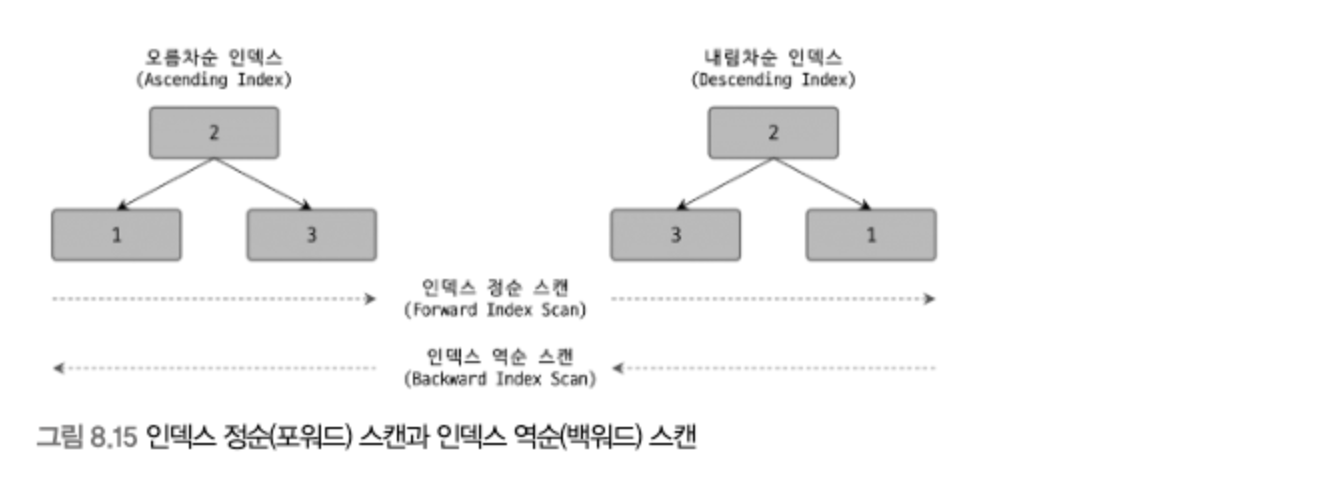 오름차순 인덱스
(Ascending Index)
내림차순 인덱스
(Descending Index)
2
2
1
3
3
1
인덱스 정순 스캔
(Forward Index Scan)
인덱스 역순 스캔
(Backward Index Scan)
그림 8.15 인덱스 정순(포워드) 스캔과 인덱스 역순(백워드) 스캔